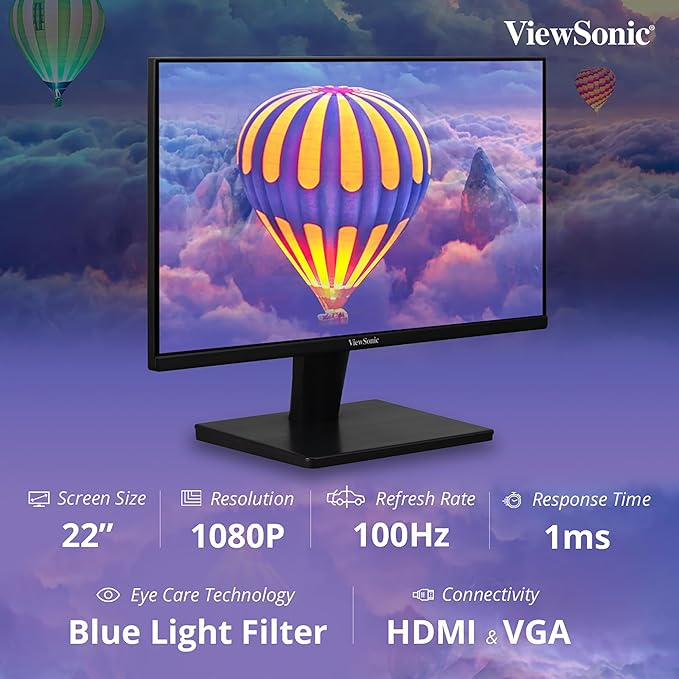 ViewSonic®
ViewSonic
Screen Size
22”
Resolution
1080P
Refresh Rate
100Hz
Response Time
1ms
Eye Care Technology
Blue Light Filter
Connectivity
HDMI & VGA